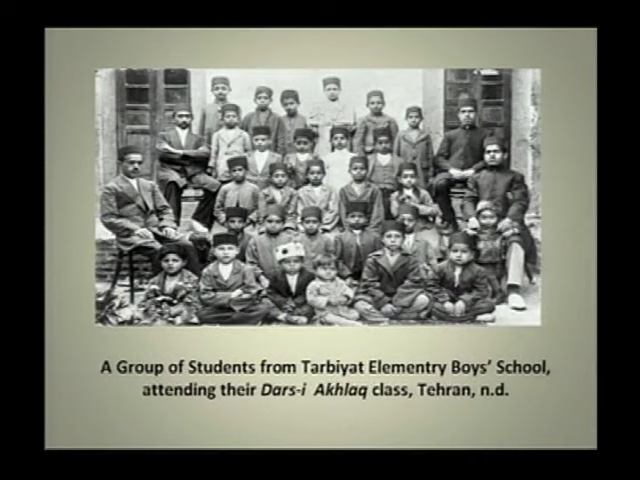 A Group of Students from Tarbiyat Elementry Boys' School,
attending their Dars-i Akhlaq class, Tehran, n.d.